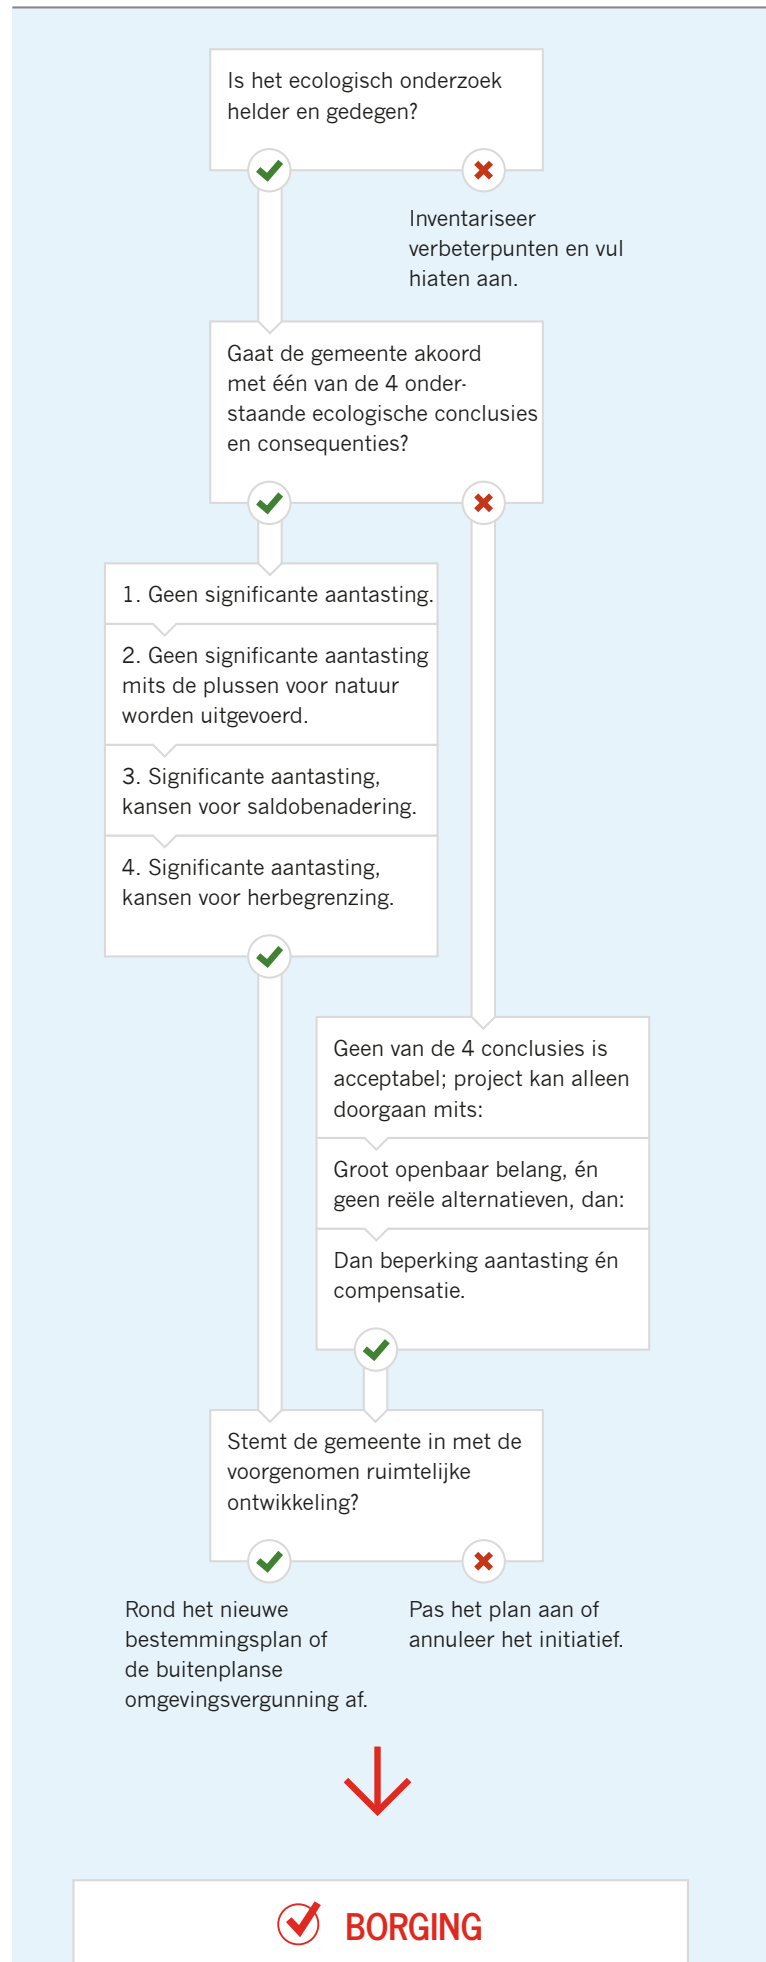 Is het ecologisch onderzoek
helder en gedegen?
Inventariseer
verbeterpunten en vul
hiaten aan.
Gaat de gemeente akoord
met één van de 4 onder-
staande ecologische conclusies
en consequenties?
1. Geen significante aantasting.
2. Geen significante aantasting
mits de plussen voor natuur
worden uitgevoerd.
3. Significante aantasting,
kansen voor saldobenadering.
4. Significante aantasting,
kansen voor herbegrenzing.
Geen van de 4 conclusies is
acceptabel; project kan alleen
doorgaan mits:
Groot openbaar belang, én
geen reële alternatieven, dan:
Dan beperking aantasting én
compensatie.
Stemt de gemeente in met de
voorgenomen ruimtelijke
ontwikkeling?
Rond het nieuwe
bestemmingsplan of
de buitenplanse
omgevingsvergunning af.
Pas het plan aan of
annuleer het initiatief.
BORGING